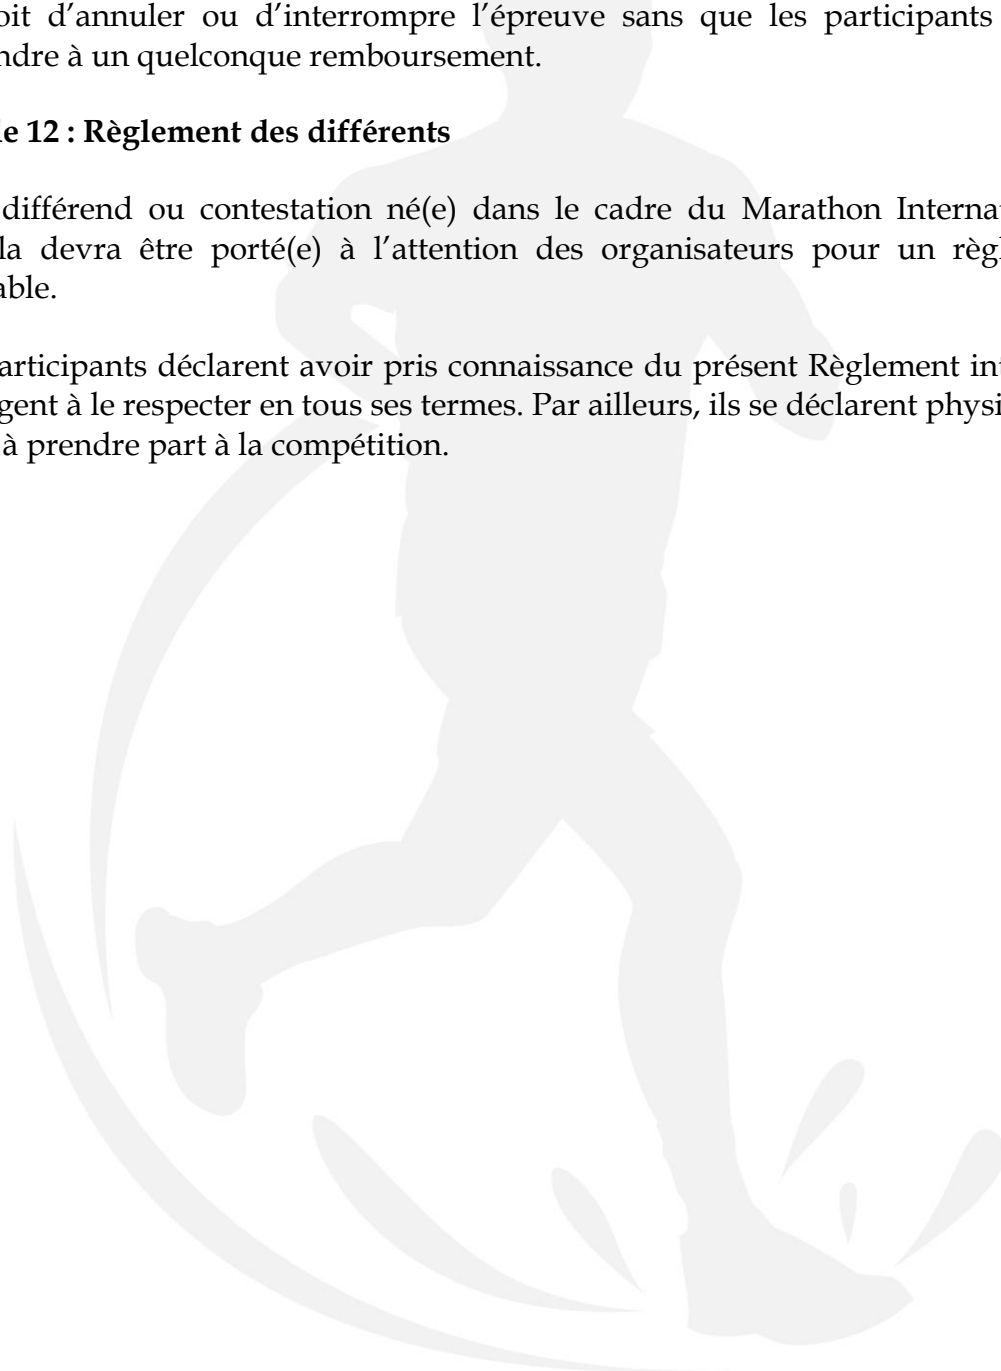 oit d’annuler ou d’interrompre l’épreuve sans que les participants
ndre à un quelconque remboursement.
le 12 : Règlement des différents
différend ou contestation né(e) dans le cadre du Marathon Internat
la devra être porté(e) à l’attention des organisateurs pour un règl
able.
articipants déclarent avoir pris connaissance du présent Règlement int
gent à le respecter en tous ses termes. Par ailleurs, ils se déclarent physi
à prendre part à la compétition.